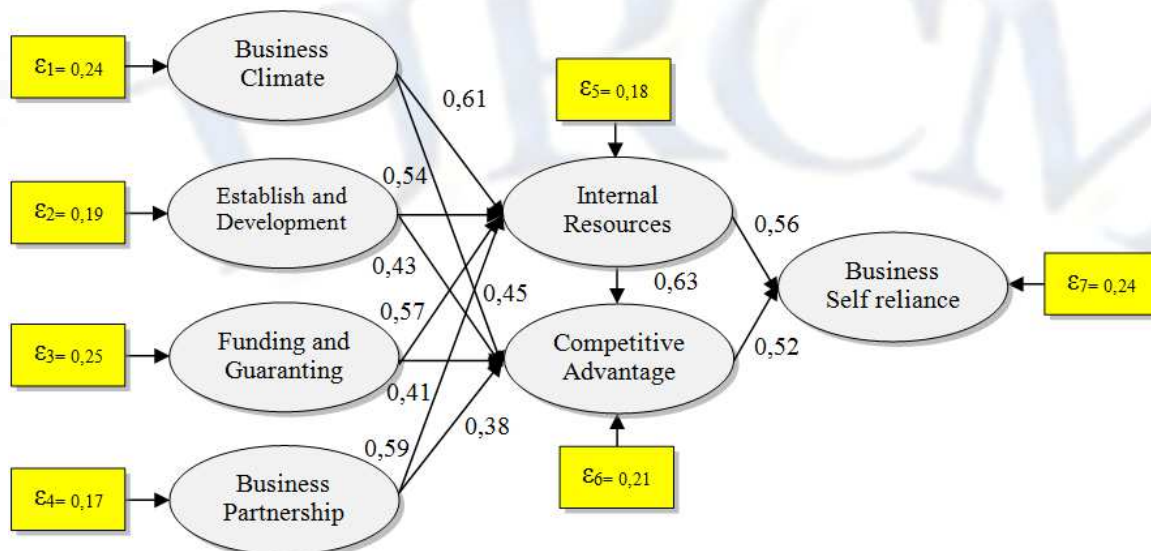 ε1= 0,24
Business
Climate
0,61
ε5= 0,18
ε2= 0,19
Establish and
Development
0,54
Internal
Resources
0,56
0,43
0,45
0,63
Business
Self reliance
ε7= 0,24
ε3= 0,25
Funding and
Guaranting
0,57
Competitive
Advantage
0,52
0,41
0,38
ε4= 0,17
Business
Partnership
0,59
ε6= 0,21